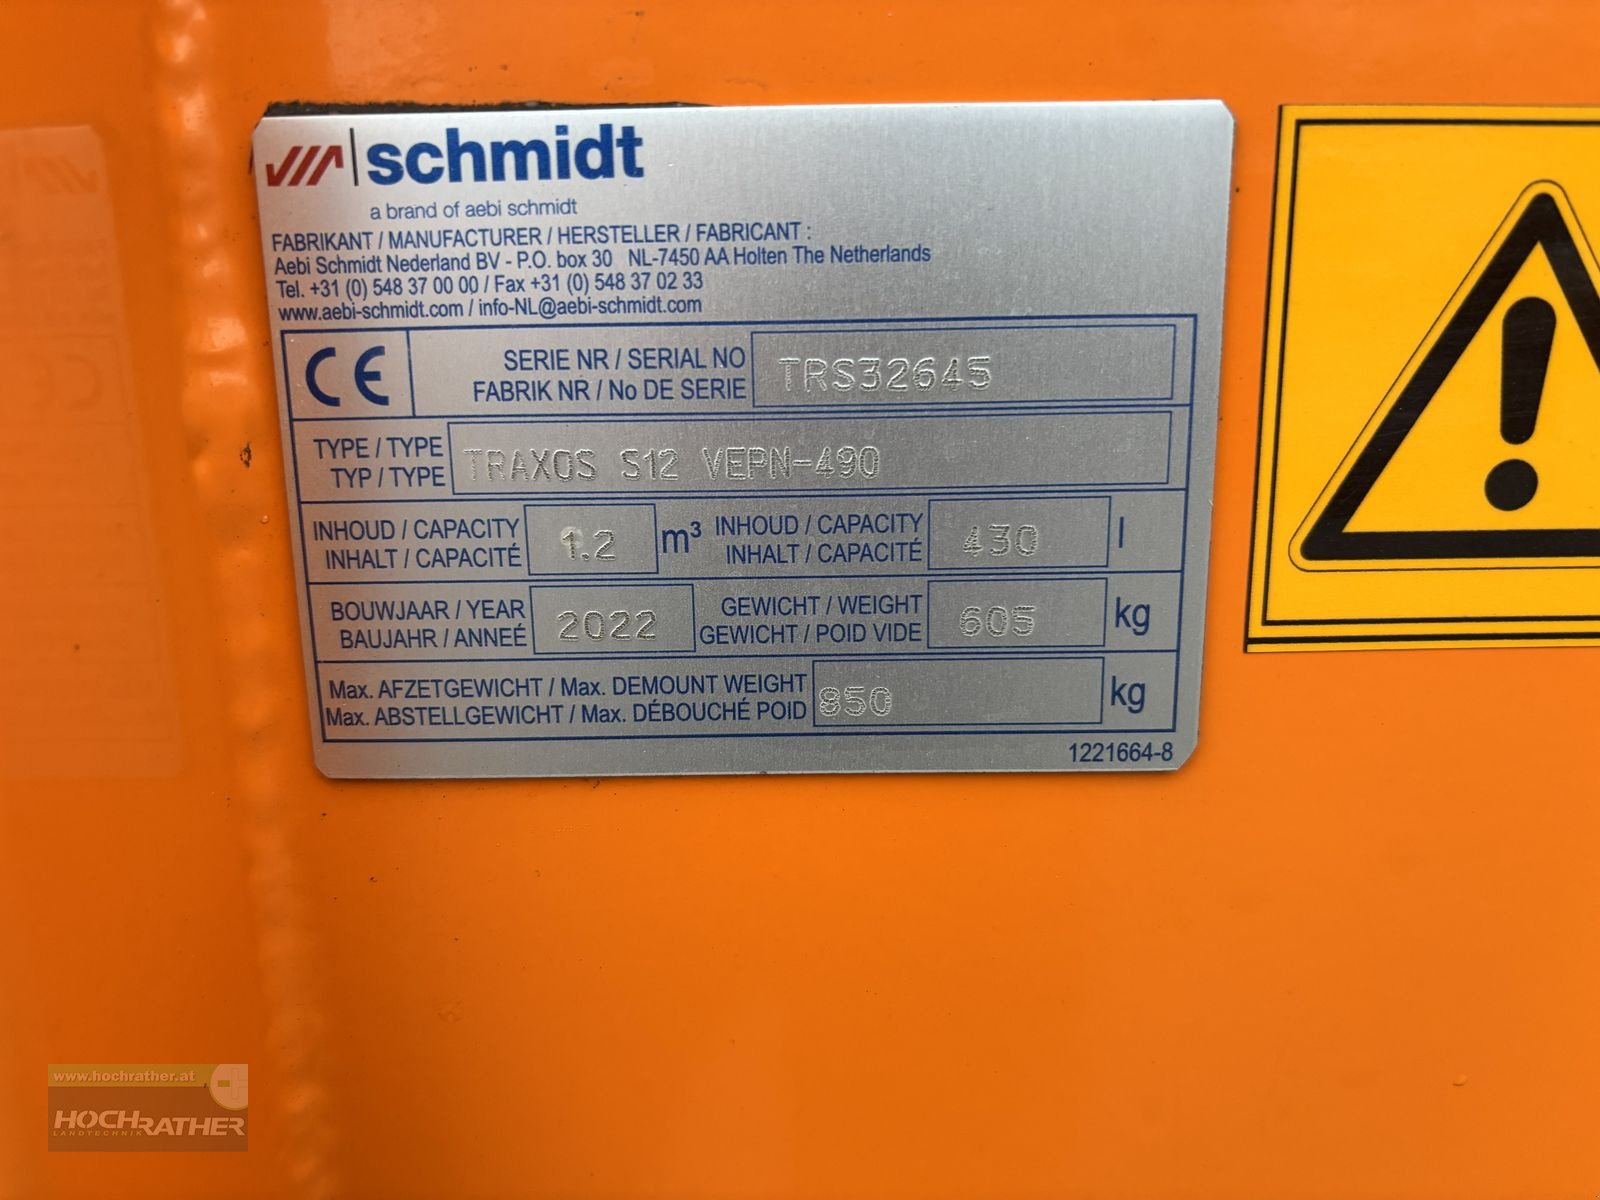 schmidt
a brand of aebi schmidt
FABRIKANT / MANUFACTURER / HERSTELLER / FABRICANT :
Aebi Schmidt Nederland BV - P.O. box 30 NL-7450 AA Holten The Netherlands
Tel. +31 (0) 548 37 00 00 / Fax +31 (0) 548 37 02 33
www.aebi-schmidt.com / info-NL@aebi-schmidt.com
CE
SERIE NR / SERIAL NO
FABRIK NR / No DE SERIE
TRS32645
TYPE / TYPE
TYP / TYPE
TRAXOS S12 VEPN-490
INHOUD / CAPACITY
INHALT / CAPACITÉ
1.2 m³
INHOUD / CAPACITY
INHALT / CAPACITÉ
430 l
BOUWJAAR / YEAR
BAUJAHR / ANNEÉ
2022
GEWICHT / WEIGHT
GEWICHT / POID VIDE
605 kg
Max. AFZETGEWICHT / Max. DEMOUNT WEIGHT
Max. ABSTELLGEWICHT / Max. DÉBOUCHÉ POID
850 kg
1221664-8
www.hochrather.at
HOCHRATHER
LANDTECHNIK